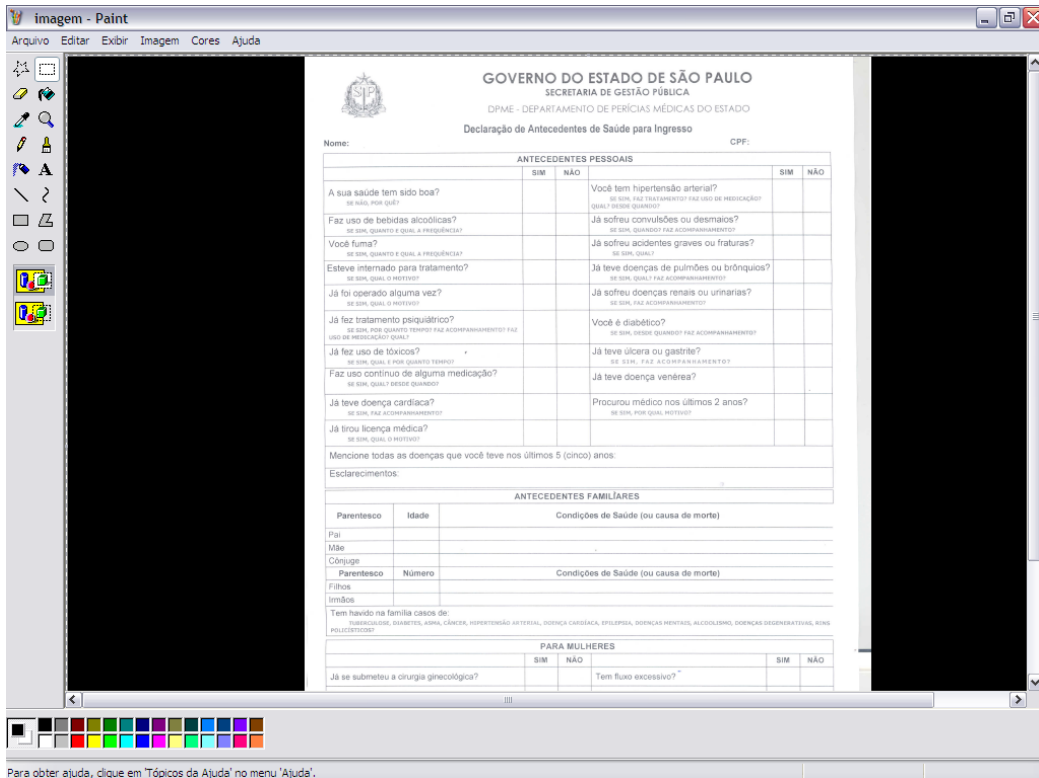 imagem - Paint
Arquivo Editar Exibir Imagem Cores Ajuda
GOVERNO DO ESTADO DE SÃO PAULO
SECRETARIA DE GESTÃO PÚBLICA
DPME - DEPARTAMENTO DE PERÍCIAS MÉDICAS DO ESTADO
Declaração de Antecedentes de Saúde para Ingresso
Nome: CPF:
ANTECEDENTES PESSOAIS
SIM NÃO SIM NÃO
A sua saúde tem sido boa?
SE NÃO, POR QUÊ?
Você tem hipertensão arterial?
SE SIM, FAZ TRATAMENTO? FAZ USO DE MEDICAÇÃO?
QUAL? DESDE QUANDO?
Faz uso de bebidas alcoólicas?
SE SIM, QUANTO E QUAL A FREQUÊNCIA?
Já sofreu convulsões ou desmaios?
SE SIM, QUANDO? FAZ ACOMPANHAMENTO?
Você fuma?
SE SIM, QUANTO E QUAL A FREQUÊNCIA?
Já sofreu acidentes graves ou fraturas?
SE SIM, QUAL?
Esteve internado para tratamento?
SE SIM, QUAL O MOTIVO?
Já teve doenças de pulmões ou brônquios?
SE SIM, QUAL? FAZ ACOMPANHAMENTO?
Já foi operado alguma vez?
SE SIM, QUAL O MOTIVO?
Já sofreu doenças renais ou urinarias?
SE SIM, FAZ ACOMPANHAMENTO?
Já fez tratamento psiquiátrico?
SE SIM, POR QUANTO TEMPO? FAZ ACOMPANHAMENTO? FAZ
USO DE MEDICAÇÃO? QUAL?
Você é diabético?
SE SIM, DESDE QUANDO? FAZ ACOMPANHAMENTO?
Já fez uso de tóxicos?
SE SIM, QUAL E POR QUANTO TEMPO?
Já teve úlcera ou gastrite?
SE SIM, FAZ ACOMPANHAMENTO?
Faz uso contínuo de alguma medicação?
SE SIM, QUAL? DESDE QUANDO?
Já teve doença venérea?
Já teve doença cardíaca?
SE SIM, FAZ ACOMPANHAMENTO?
Procurou médico nos últimos 2 anos?
SE SIM, POR QUAL MOTIVO?
Já tirou licença médica?
SE SIM, QUAL O MOTIVO?
Mencione todas as doenças que você teve nos últimos 5 (cinco) anos:
Esclarecimentos:
ANTECEDENTES FAMILÍARES
Parentesco Idade Condições de Saúde (ou causa de morte)
Pai
Mãe
Cônjuge
Parentesco Número Condições de Saúde (ou causa de morte)
Filhos
Irmãos
Tem havido na família casos de:
TUBERCULOSE, DIABETES, ASMA, CÂNCER, HIPERTENSÃO ARTERIAL, DOENÇA CARDÍACA, EPILEPSIA, DOENÇAS MENTAIS, ALCOOLISMO, DOENÇAS DEGENERATIVAS, RINS
POLICÍSTICOS?
PARA MULHERES
SIM NÃO SIM NÃO
Já se submeteu a cirurgia ginecológica? Tem fluxo excessivo?
Para obter ajuda, clique em 'Tópicos da Ajuda' no menu 'Ajuda'.